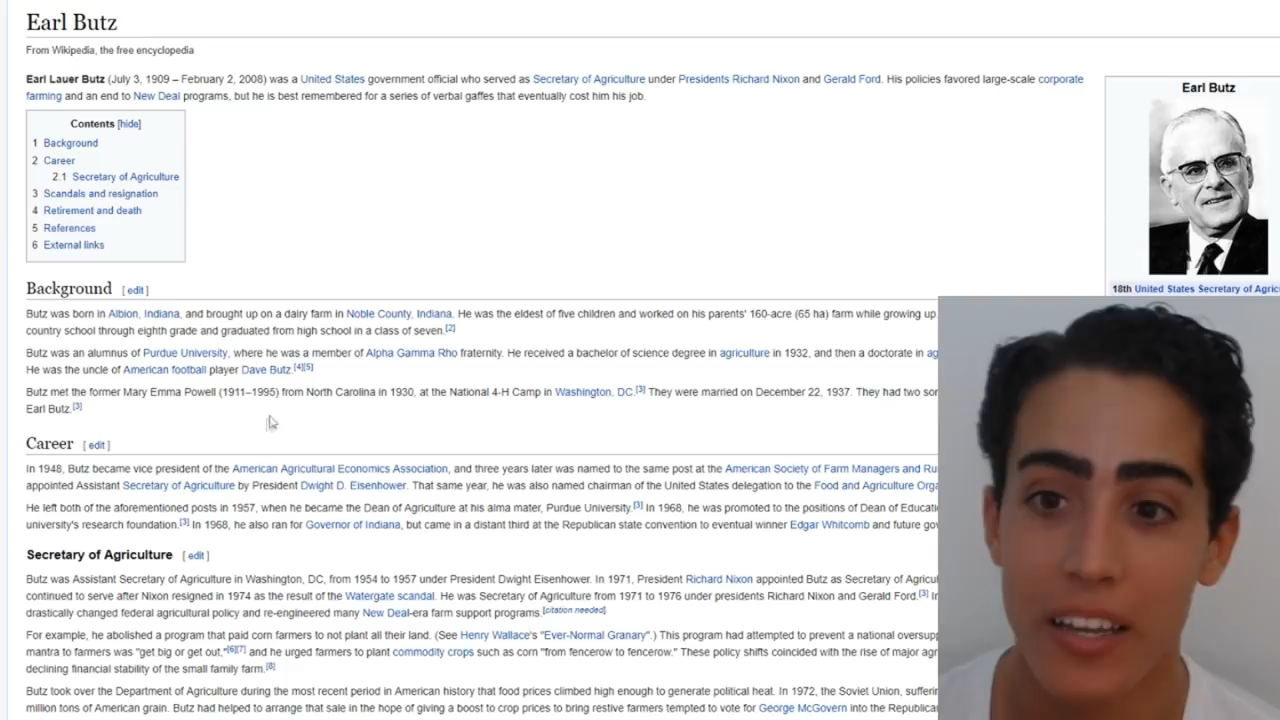 Earl Butz
From Wikipedia, the free encyclopedia
Earl Lauer Butz (July 3, 1909 – February 2, 2008) was a United States government official who served as Secretary of Agriculture under Presidents Richard Nixon and Gerald Ford. His policies favored large-scale corporate
farming and an end to New Deal programs, but he is best remembered for a series of verbal gaffes that eventually cost him his job.
Earl Butz
18th United States Secretary of Agric
Contents [hide]
1 Background
2 Career
2.1 Secretary of Agriculture
3 Scandals and resignation
4 Retirement and death
5 References
6 External links
Background [ edit ]
Butz was born in Albion, Indiana, and brought up on a dairy farm in Noble County, Indiana. He was the eldest of five children and worked on his parents' 160-acre (65 ha) farm while growing up.
country school through eighth grade and graduated from high school in a class of seven.[2]
Butz was an alumnus of Purdue University, where he was a member of Alpha Gamma Rho fraternity. He received a bachelor of science degree in agriculture in 1932, and then a doctorate in ag
He was the uncle of American football player Dave Butz.[4][5]
Butz met the former Mary Emma Powell (1911–1995) from North Carolina in 1930, at the National 4-H Camp in Washington, DC.[3] They were married on December 22, 1937. They had two son
Earl Butz.[3]
Career [ edit ]
In 1948, Butz became vice president of the American Agricultural Economics Association, and three years later was named to the same post at the American Society of Farm Managers and Ru
appointed Assistant Secretary of Agriculture by President Dwight D. Eisenhower. That same year, he was also named chairman of the United States delegation to the Food and Agriculture Orga
He left both of the aforementioned posts in 1957, when he became the Dean of Agriculture at his alma mater, Purdue University.[3] In 1968, he was promoted to the positions of Dean of Educati
university's research foundation.[3] In 1968, he also ran for Governor of Indiana, but came in a distant third at the Republican state convention to eventual winner Edgar Whitcomb and future gov
Secretary of Agriculture [ edit ]
Butz was Assistant Secretary of Agriculture in Washington, DC, from 1954 to 1957 under President Dwight Eisenhower. In 1971, President Richard Nixon appointed Butz as Secretary of Agricul
continued to serve after Nixon resigned in 1974 as the result of the Watergate scandal. He was Secretary of Agriculture from 1971 to 1976 under presidents Richard Nixon and Gerald Ford.[3] In
drastically changed federal agricultural policy and re-engineered many New Deal-era farm support programs.[citation needed]
For example, he abolished a program that paid corn farmers to not plant all their land. (See Henry Wallace's "Ever-Normal Granary".) This program had attempted to prevent a national oversupp
mantra to farmers was "get big or get out,"[6][7] and he urged farmers to plant commodity crops such as corn "from fencerow to fencerow." These policy shifts coincided with the rise of major agr
declining financial stability of the small family farm.[8]
Butz took over the Department of Agriculture during the most recent period in American history that food prices climbed high enough to generate political heat. In 1972, the Soviet Union, sufferin
million tons of American grain. Butz had helped to arrange that sale in the hope of giving a boost to crop prices to bring restive farmers tempted to vote for George McGovern into the Republica